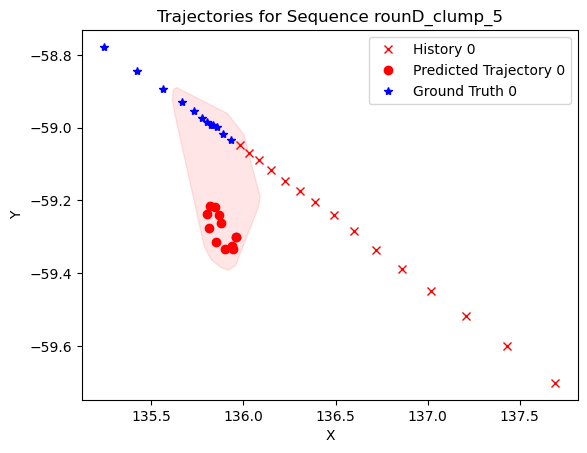 Trajectories for Sequence rounD_clump_5
History 0
Predicted Trajectory 0
Ground Truth 0
−58.8
−59.0
−59.2
−59.4
−59.6
Y
135.5 136.0 136.5 137.0 137.5
X